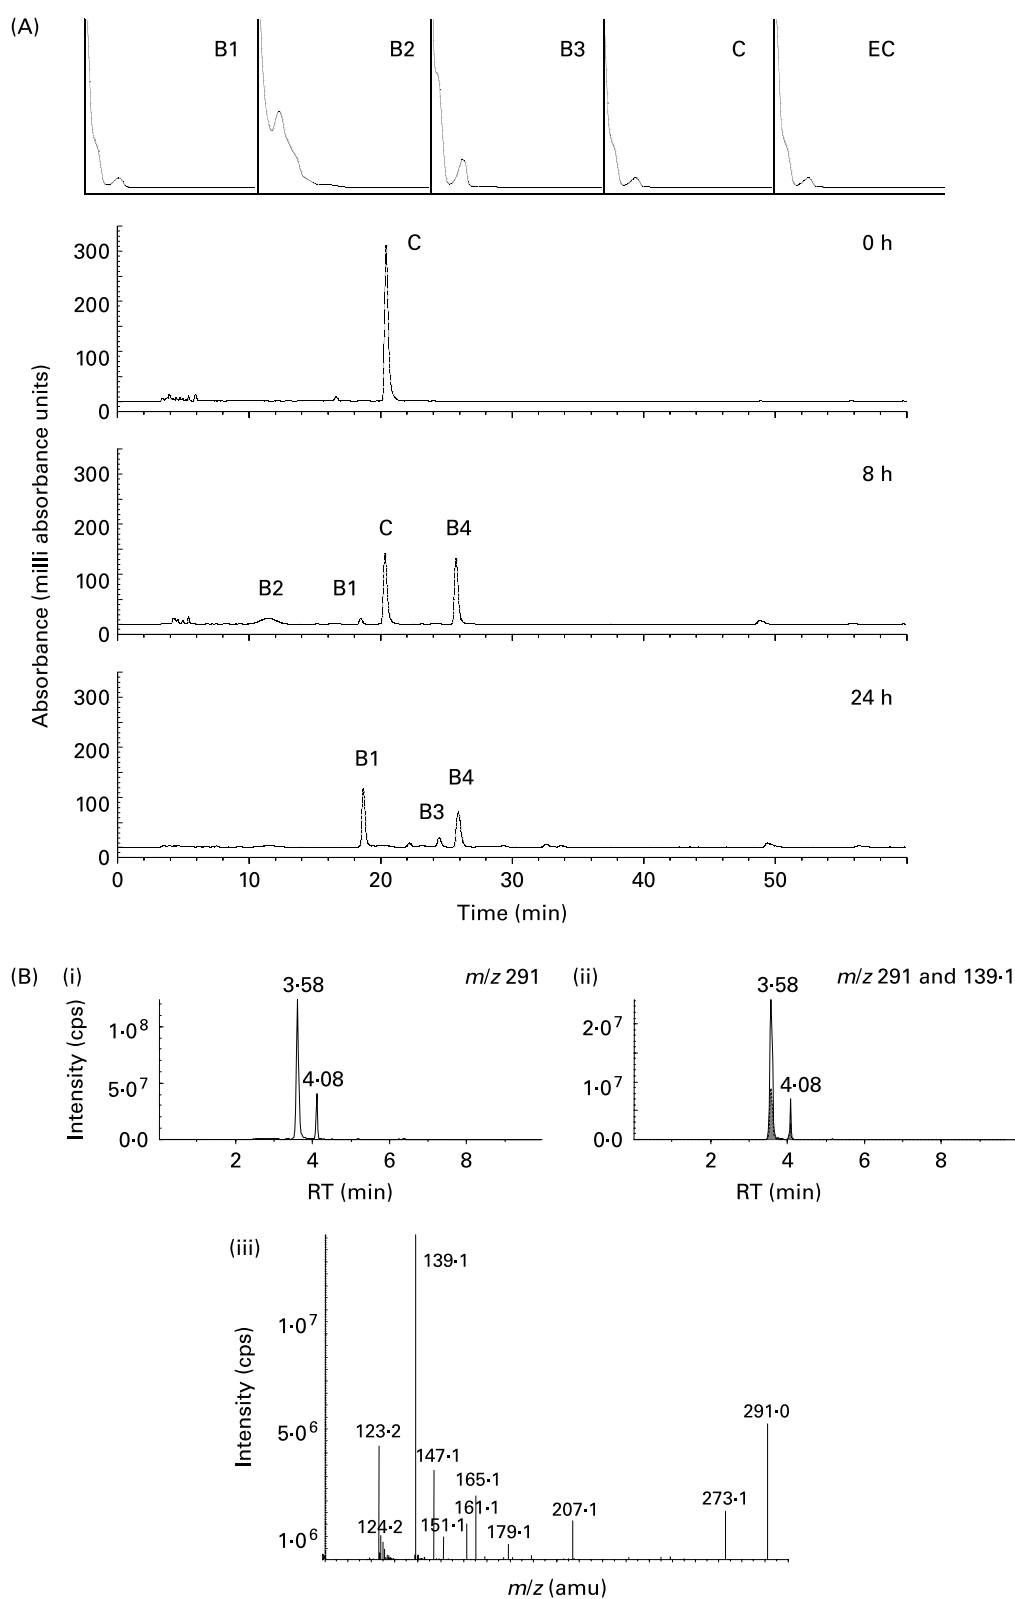 (A)
B1 B2 B3 C EC
300 C 0 h
200
100
0
300 8 h
200 C B4
100 B2 B1
0
300 24 h
200 B1 B4
100 B3
0
0 10 20 30 40 50
Time (min)
Absorbance (milli absorbance units)
(B) (i) 3·58 m/z 291
1·0⁸
5·0⁷ 4·08
0·0
2 4 6 8
RT (min)
Intensity (cps)
(ii) 3·58 m/z 291 and 139·1
2·0⁷
1·0⁷ 4·08
0·0
2 4 6 8
RT (min)
(iii)
139·1
1·0⁷
291·0
5·0⁶ 123·2
147·1
165·1
161·1 207·1 273·1
124·2 151·1 179·1
1·0⁶
Intensity (cps)
m/z (amu)